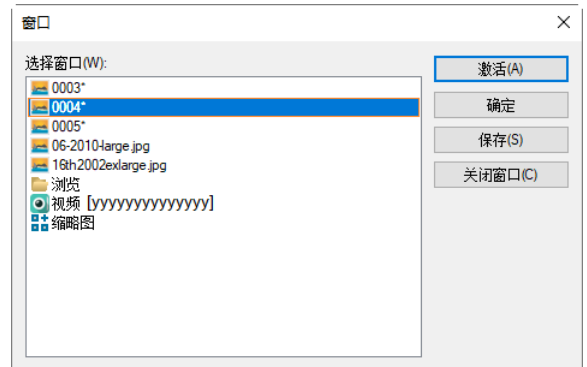 窗口
选择窗口(W):
0003*
0004*
0005*
06-2010-large.jpg
16th2002exlarge.jpg
浏览
视频 [yyyyyyyyyyyyyy]
缩略图
激活(A)
确定
保存(S)
关闭窗口(C)